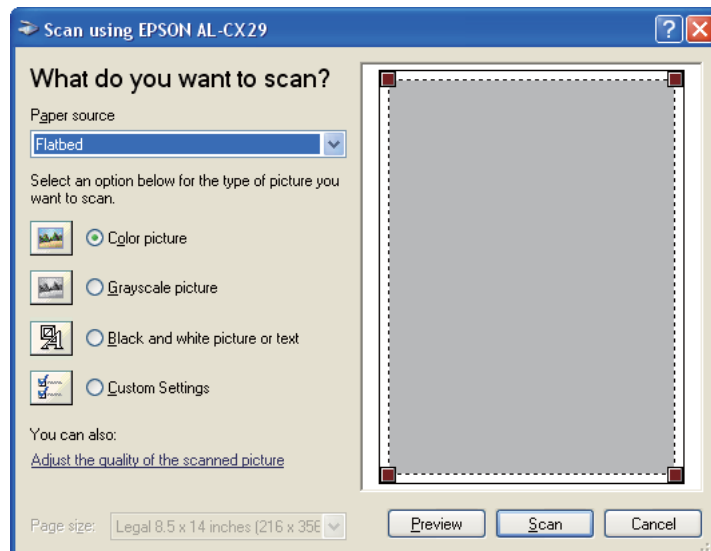 Scan using EPSON AL-CX29
What do you want to scan?
Paper source
Flatbed
Select an option below for the type of picture you
want to scan.
Color picture
Grayscale picture
Black and white picture or text
Custom Settings
You can also:
Adjust the quality of the scanned picture
Page size: Legal 8.5 x 14 inches (216 x 356
Preview Scan Cancel